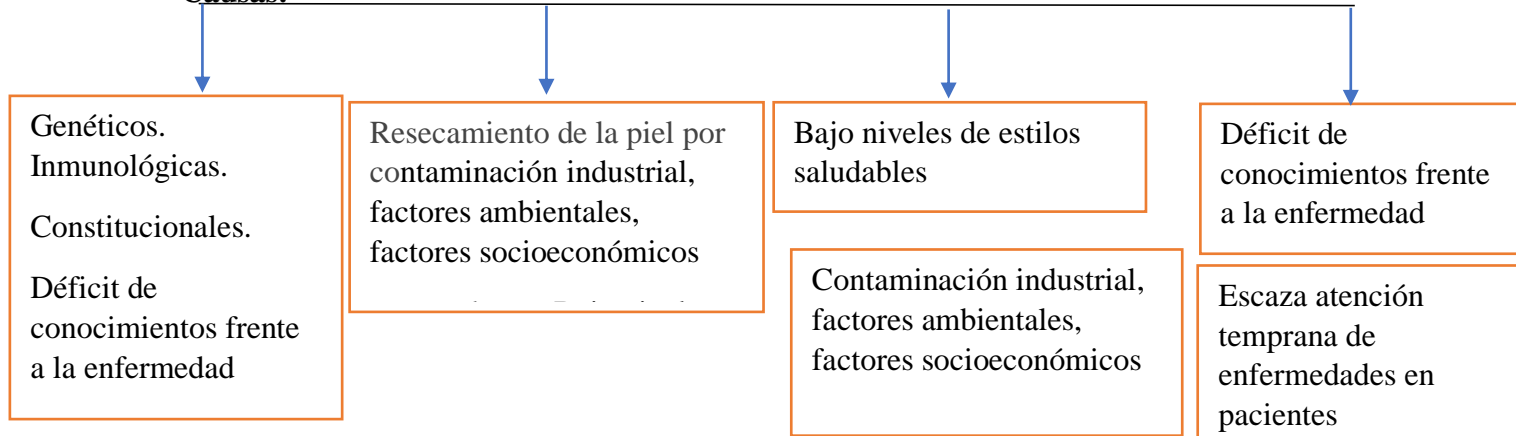 Causas.
Genéticos.
Inmunológicas.
Constitucionales.
Déficit de
conocimientos frente
a la enfermedad
Resecamiento de la piel por
contaminación industrial,
factores ambientales,
factores socioeconómicos
Bajo niveles de estilos
saludables
Contaminación industrial,
factores ambientales,
factores socioeconómicos
Déficit de
conocimientos frente
a la enfermedad
Escaza atención
temprana de
enfermedades en
pacientes